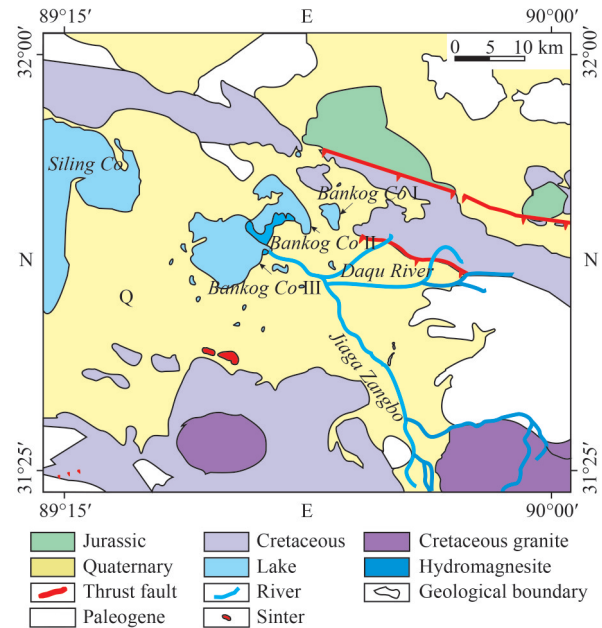 89°15′ E 90°00′
32°00′ 32°00′
0 5 10 km
Siling Co
Bankog Co I
Bankog Co II
N N
Daqu River
Bankog Co III
Q
Jiaga Zangbo
31°25′ 31°25′
89°15′ E 90°00′
Jurassic Cretaceous Cretaceous granite
Quaternary Lake Hydromagnesite
Thrust fault River Geological boundary
Paleogene Sinter